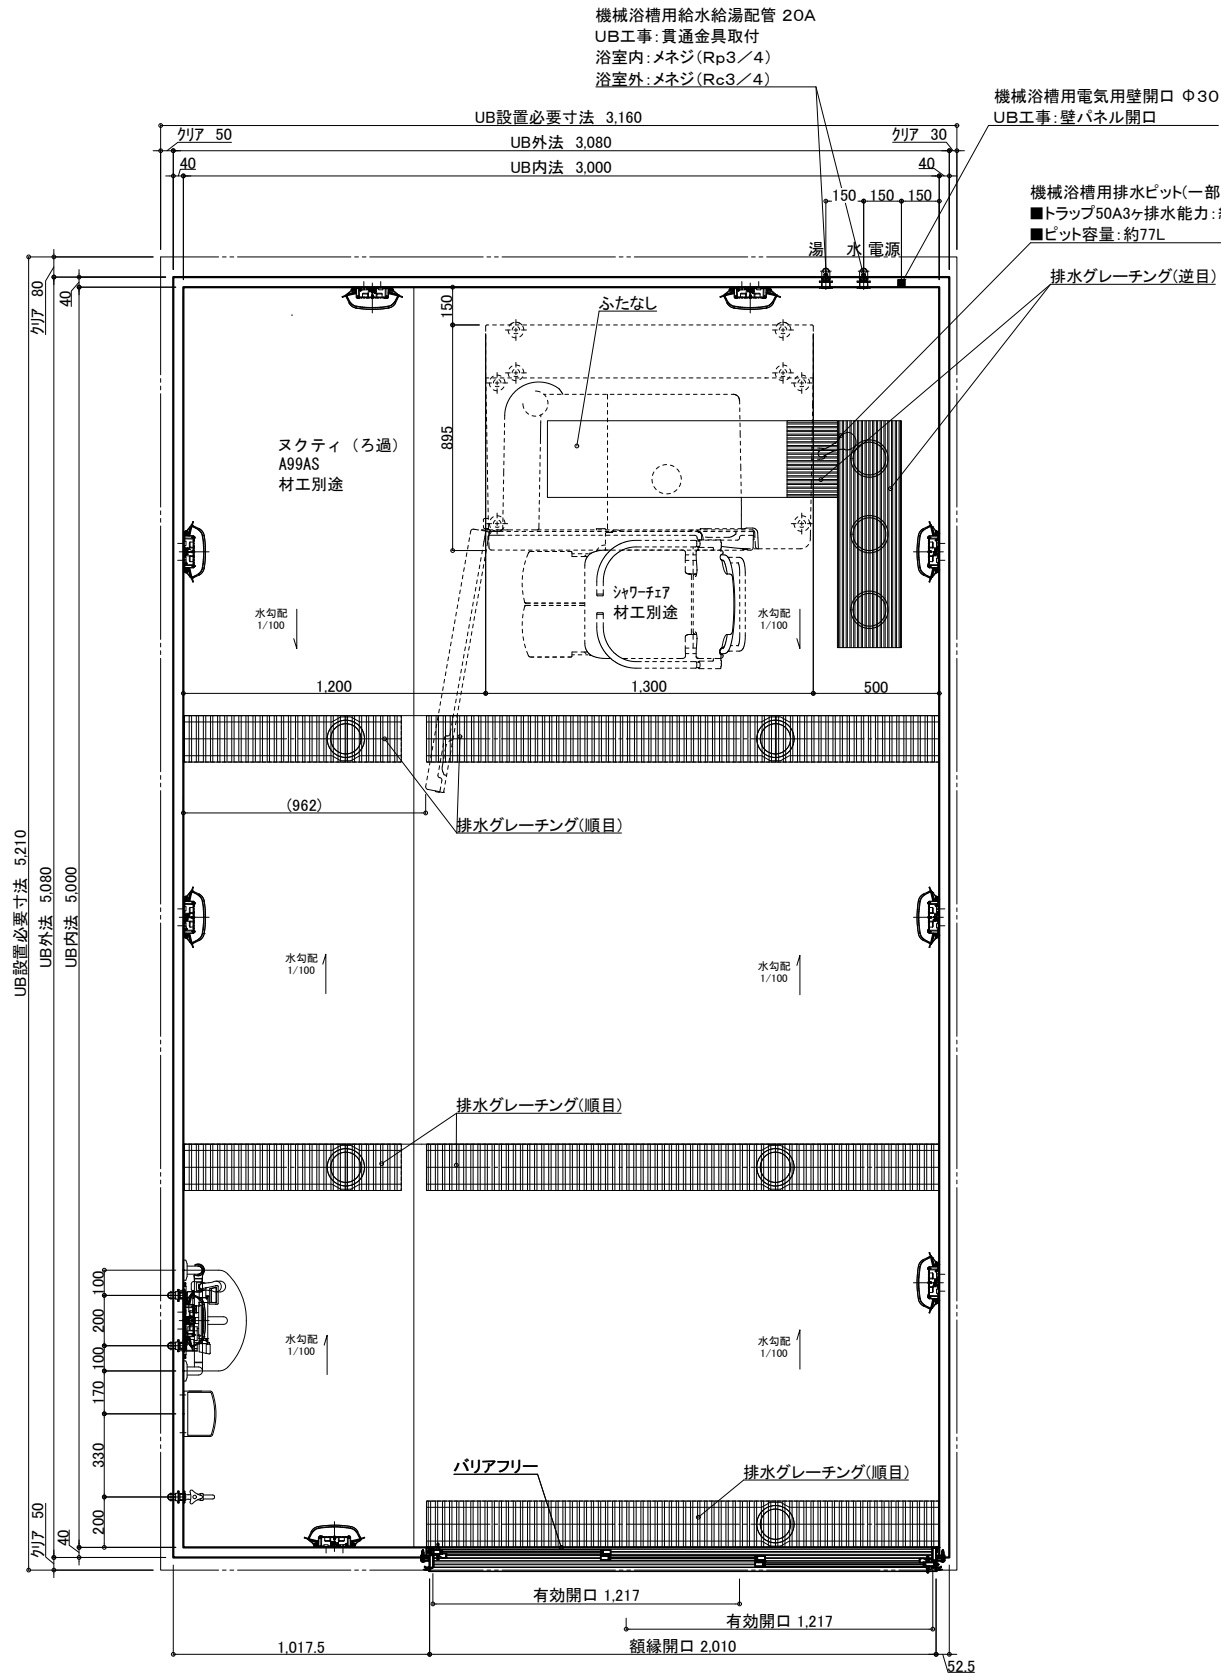 機械浴槽用給水給湯配管 20A
UB工事:貫通金具取付
浴室内:メネジ(Rp3/4)
浴室外:メネジ(Rc3/4)
機械浴槽用電気用壁開口 Φ30
UB工事:壁パネル開口
UB設置必要寸法 3,160
クリア 50
UB外法 3,080
クリア 30
40
UB内法 3,000
40
機械浴槽用排水ピット(一部
■トラップ50A3ヶ排水能力:
■ピット容量:約77L
150
150
150
湯
水
電源
排水グレーチング(逆目)
クリア 80
40
150
ふたなし
895
ヌクティ (ろ過)
A99AS
材工別途
シャワーチェア
材工別途
水勾配
1/100
水勾配
1/100
1,200
1,300
500
(962)
排水グレーチング(順目)
UB設置必要寸法 5,210
UB外法 5,080
UB内法 5,000
水勾配
1/100
水勾配
1/100
排水グレーチング(順目)
100
200
100
170
330
200
水勾配
1/100
水勾配
1/100
バリアフリー
排水グレーチング(順目)
クリア 50
40
有効開口 1,217
有効開口 1,217
1,017.5
額縁開口 2,010
52.5